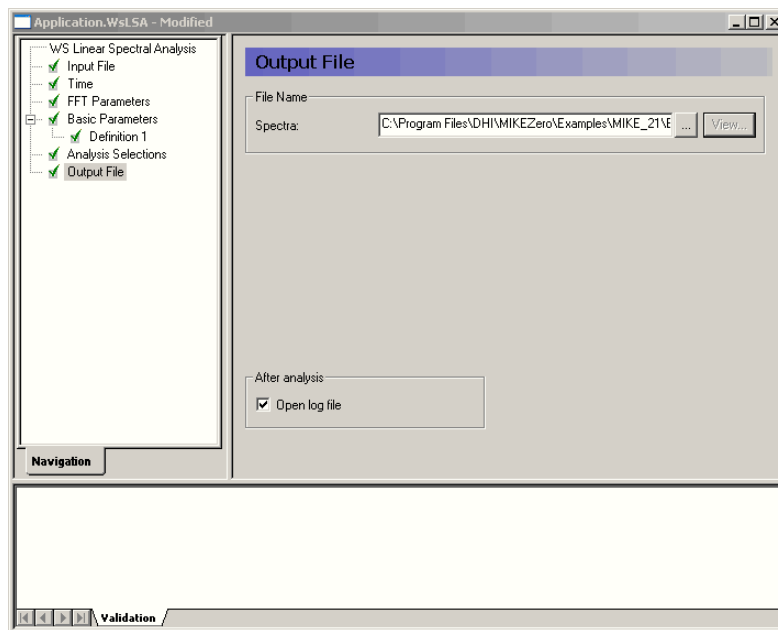 Application.WsLSA - Modified
WS Linear Spectral Analysis
Input File
Time
FFT Parameters
Basic Parameters
Definition 1
Analysis Selections
Output File
Navigation
Output File
File Name
Spectra:
C:\Program Files\DHI\MIKEZero\Examples\MIKE_21\E
...
View...
After analysis
Open log file
Validation